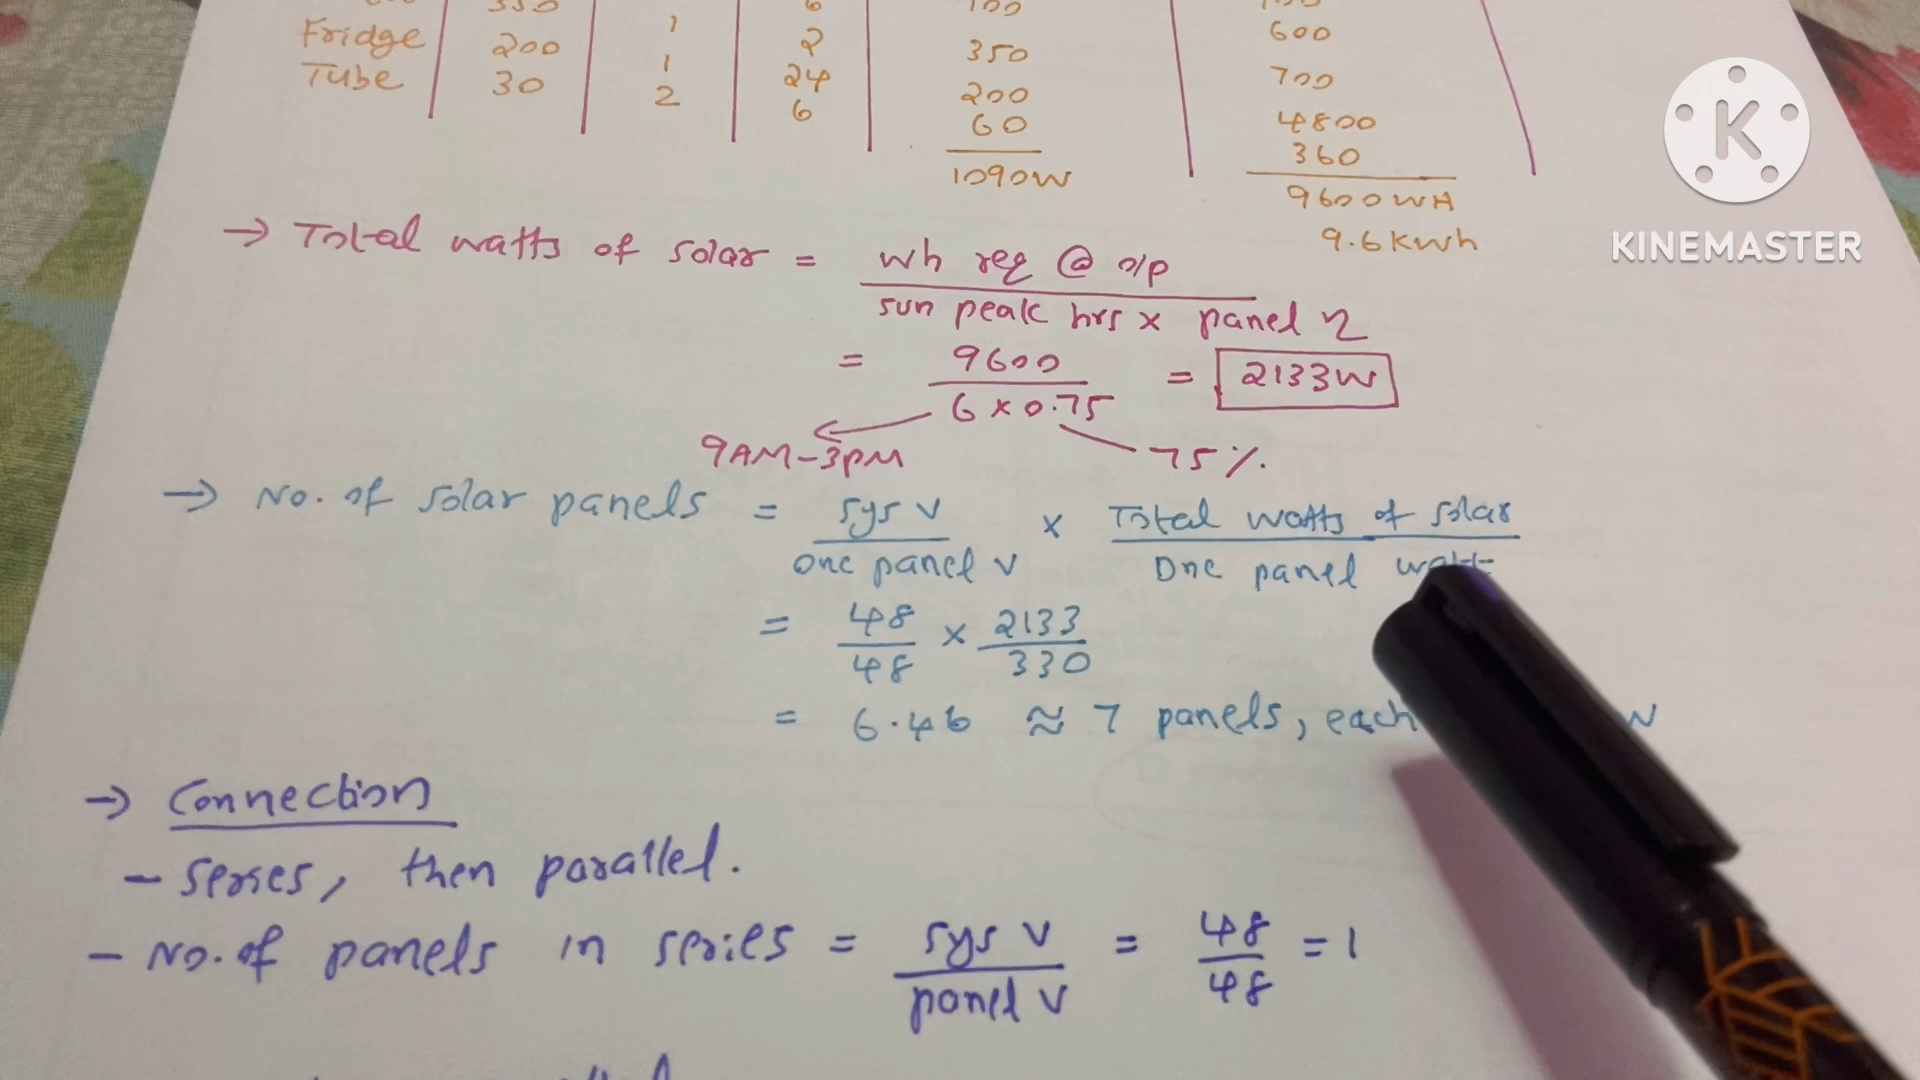 350 6 100
Fridge 200 1 2 350 600
Tube 30 1 24 200 700
2 6 60 4800
360
1090W
9600WH
9.6KWh
K
KINEMASTER
→ Total watts of solar = Wh req @ o/p
sun peak hrs x panel η
= 9600 = 2133W
6 x 0.75
9AM-3PM 75%.
→ No. of solar panels = sys V x Total watts of solar
One panel V One panel
= 48 x 2133
48 330
= 6.46 ≈ 7 panels, each W
→ Connection
- series, then parallel.
- No. of panels in series = sys V = 48 = 1
panel V 48